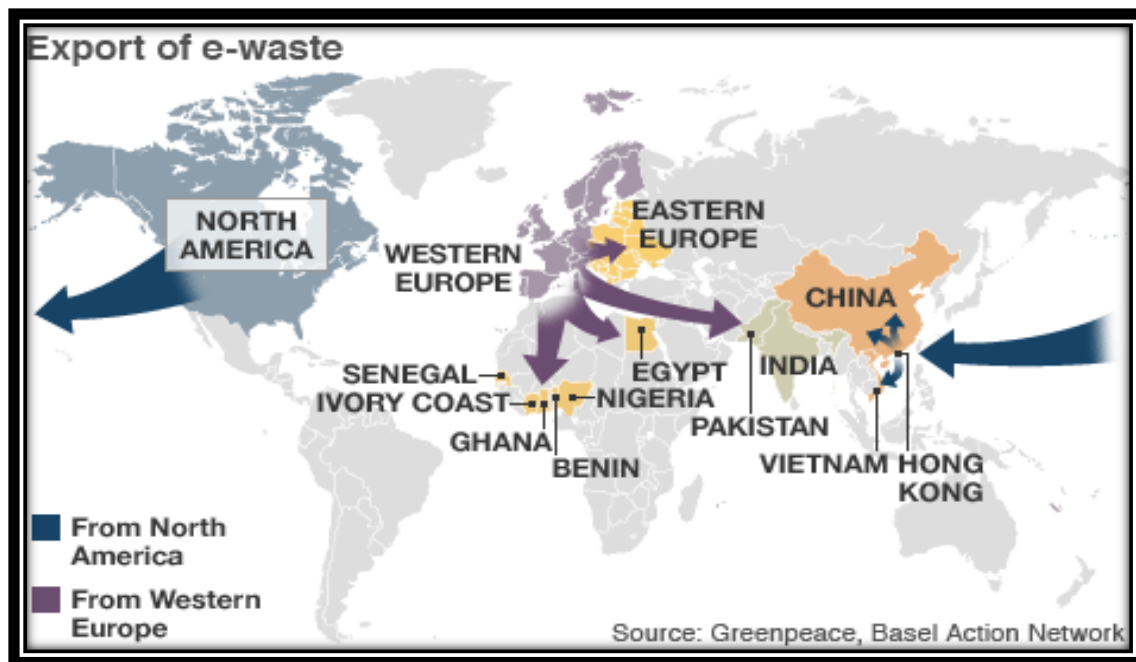 Export of e-waste
NORTH
AMERICA
WESTERN
EUROPE
EASTERN
EUROPE
CHINA
SENEGAL
IVORY COAST
GHANA
BENIN
NIGERIA
EGYPT
INDIA
PAKISTAN
VIETNAM
HONG
KONG
From North
America
From Western
Europe
Source: Greenpeace, Basel Action Network